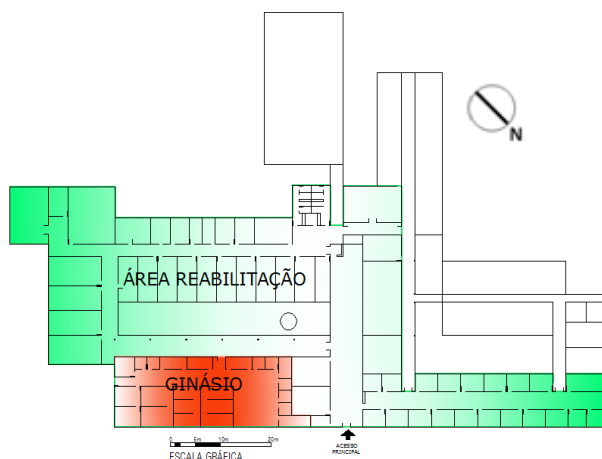 N
ÁREA REABILITAÇÃO
GINÁSIO
0 5m 10m 20m
ESCALA GRÁFICA
ACESSO
PRINCIPAL